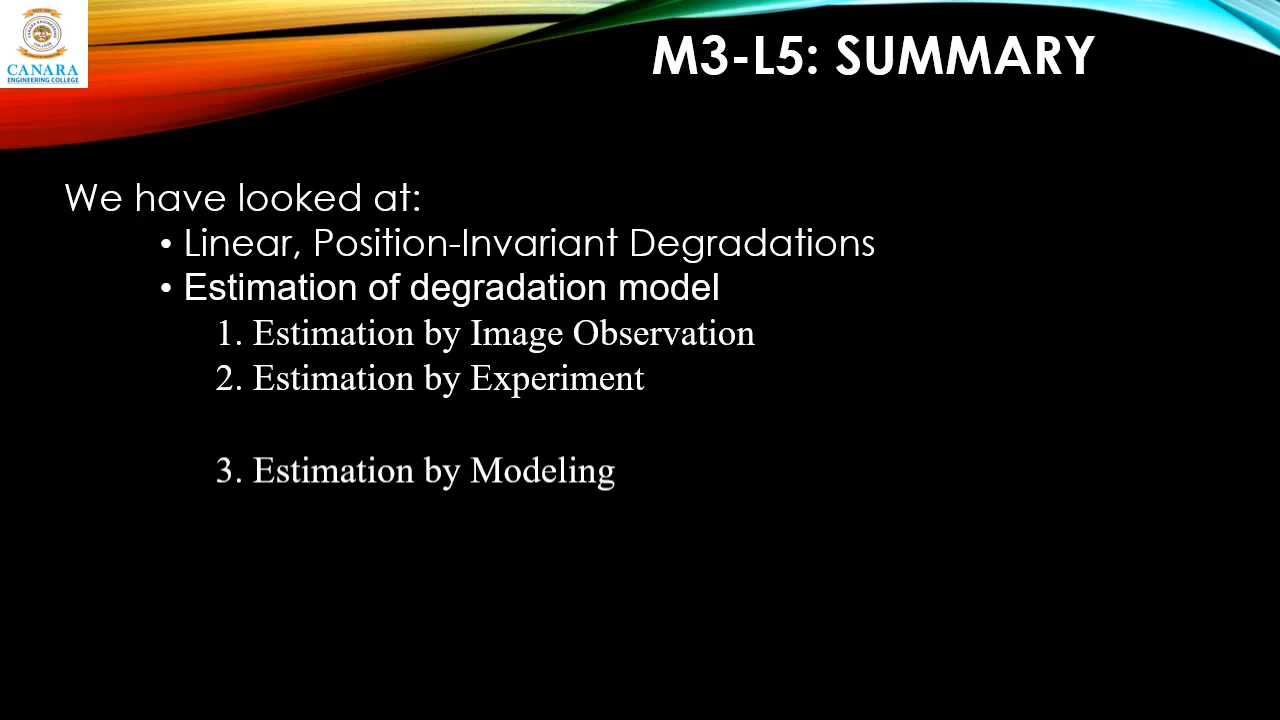 CANARA
ENGINEERING COLLEGE
M3-L5: SUMMARY
We have looked at:
• Linear, Position-Invariant Degradations
• Estimation of degradation model
1. Estimation by Image Observation
2. Estimation by Experiment
3. Estimation by Modeling